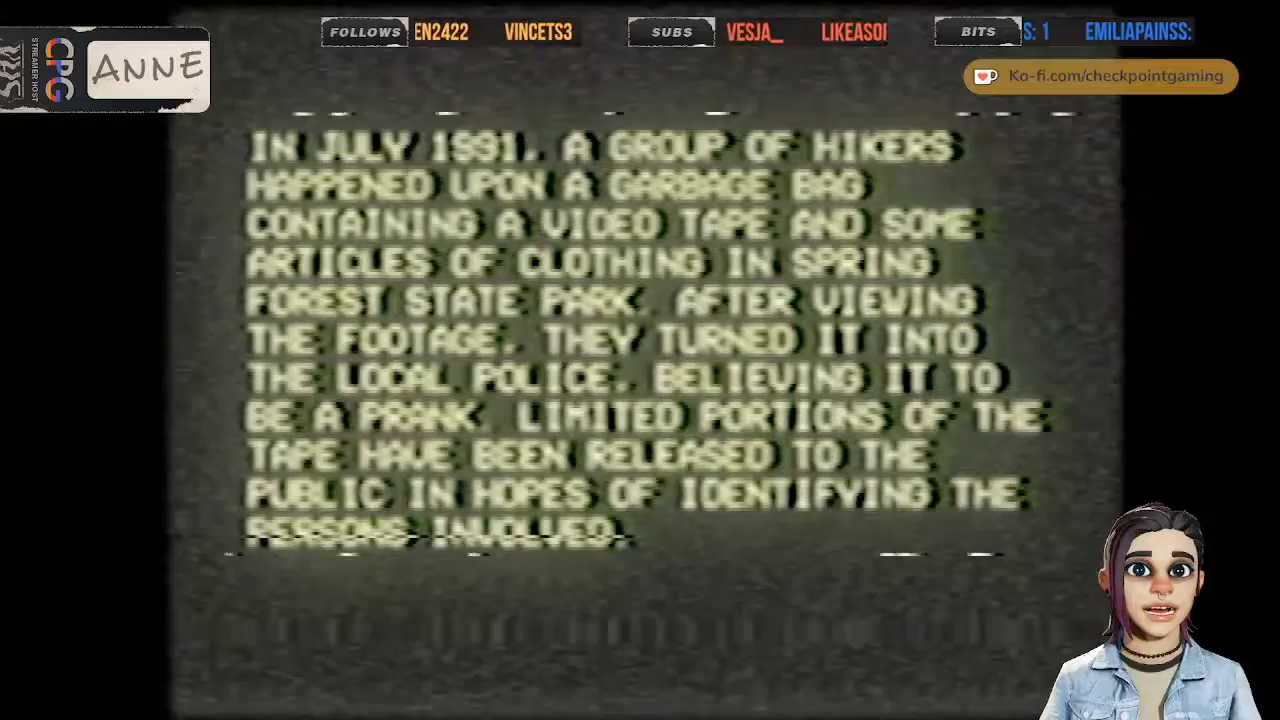 FOLLOWS EN2422 VINCETS3 SUBS VESJA_ LIKEASOI BITS S: 1 EMILIAPAINSS:
STREAMER HOST
CPG
ANNE
Ko-fi.com/checkpointgaming
IN JULY 1991, A GROUP OF HIKERS
HAPPENED UPON A GARBAGE BAG
CONTAINING A VIDEO TAPE AND SOME
ARTICLES OF CLOTHING IN SPRING
FOREST STATE PARK. AFTER VIEWING
THE FOOTAGE, THEY TURNED IT INTO
THE LOCAL POLICE, BELIEVING IT TO
BE A PRANK. LIMITED PORTIONS OF THE
TAPE HAVE BEEN RELEASED TO THE
PUBLIC IN HOPES OF IDENTIFYING THE
PERSONS INVOLVED.